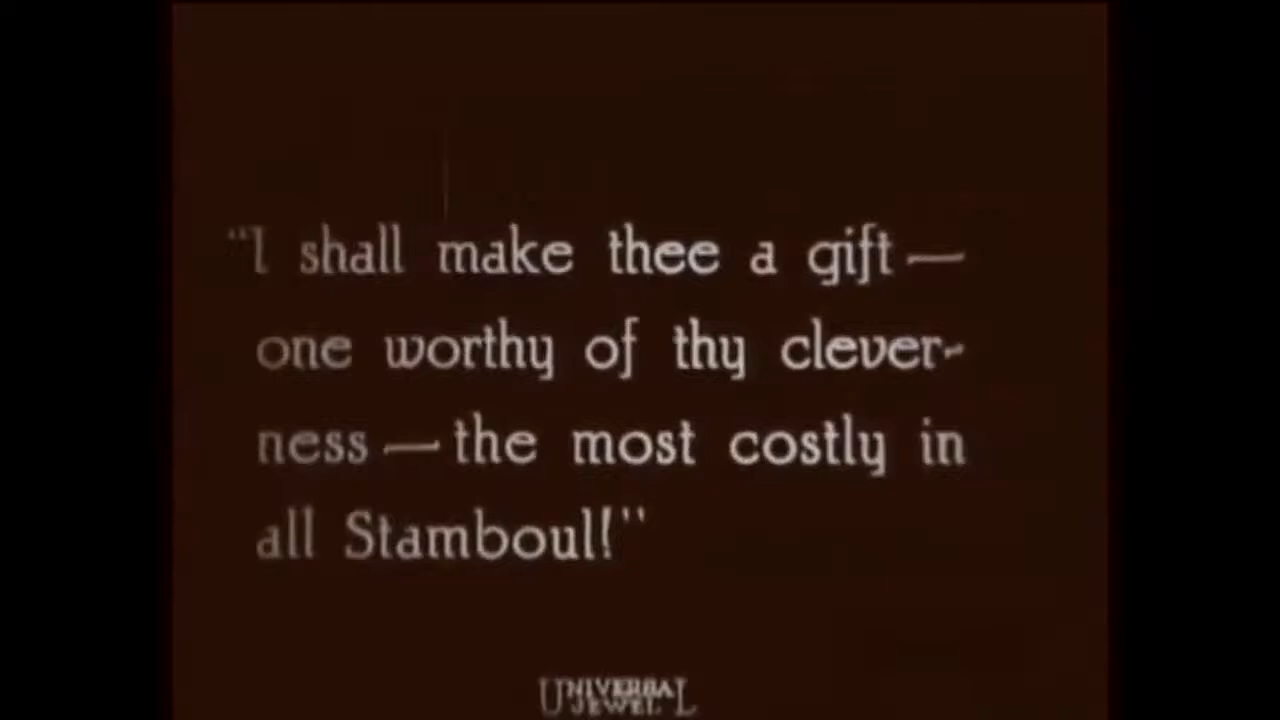 "I shall make thee a gift —
one worthy of thy clever-
ness — the most costly in
all Stamboul!"
UNIVERSAL
JEWEL